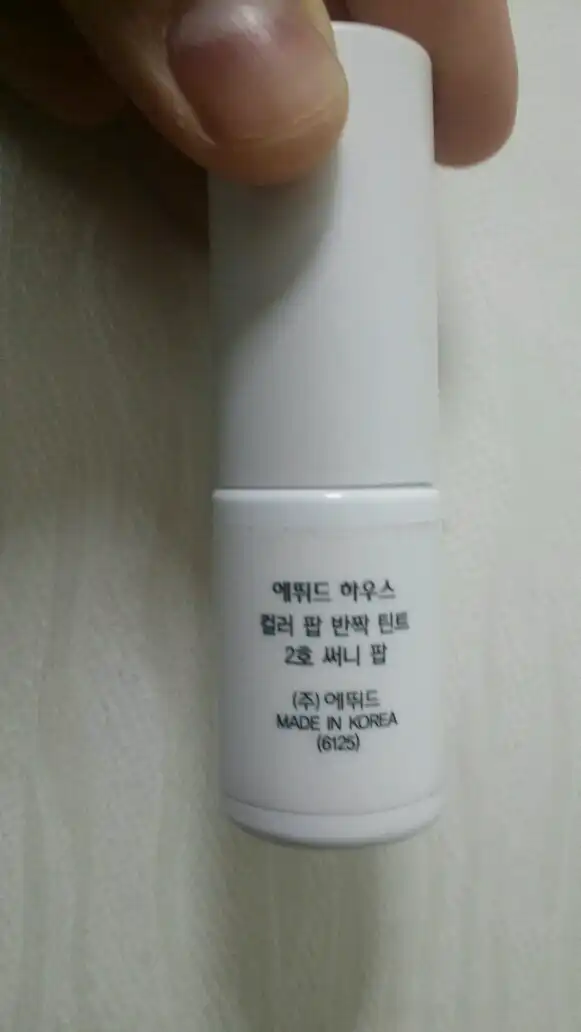 에뛰드 하우스
컬러 팝 반짝 틴트
2호 써니 팝
(주) 에뛰드
MADE IN KOREA
(6125)